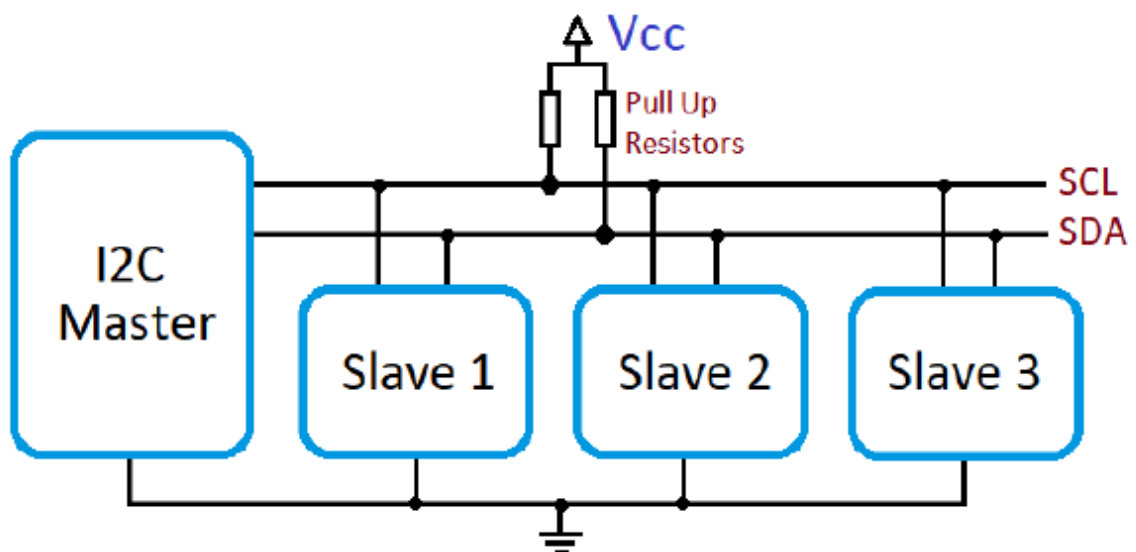 Vcc
Pull Up
Resistors
SCL
SDA
I2C
Master
Slave 1
Slave 2
Slave 3